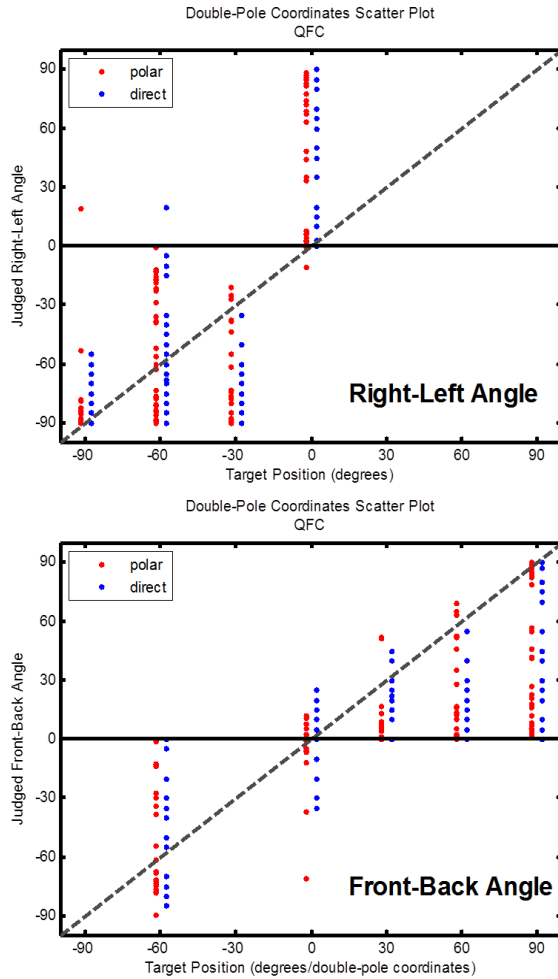 Double-Pole Coordinates Scatter Plot
QFC
polar
direct
90
60
30
0
-30
-60
-90
Judged Right-Left Angle
Right-Left Angle
-90 -60 -30 0 30 60 90
Target Position (degrees)
Double-Pole Coordinates Scatter Plot
QFC
polar
direct
90
60
30
0
-30
-60
-90
Judged Front-Back Angle
Front-Back Angle
-90 -60 -30 0 30 60 90
Target Position (degrees/double-pole coordinates)